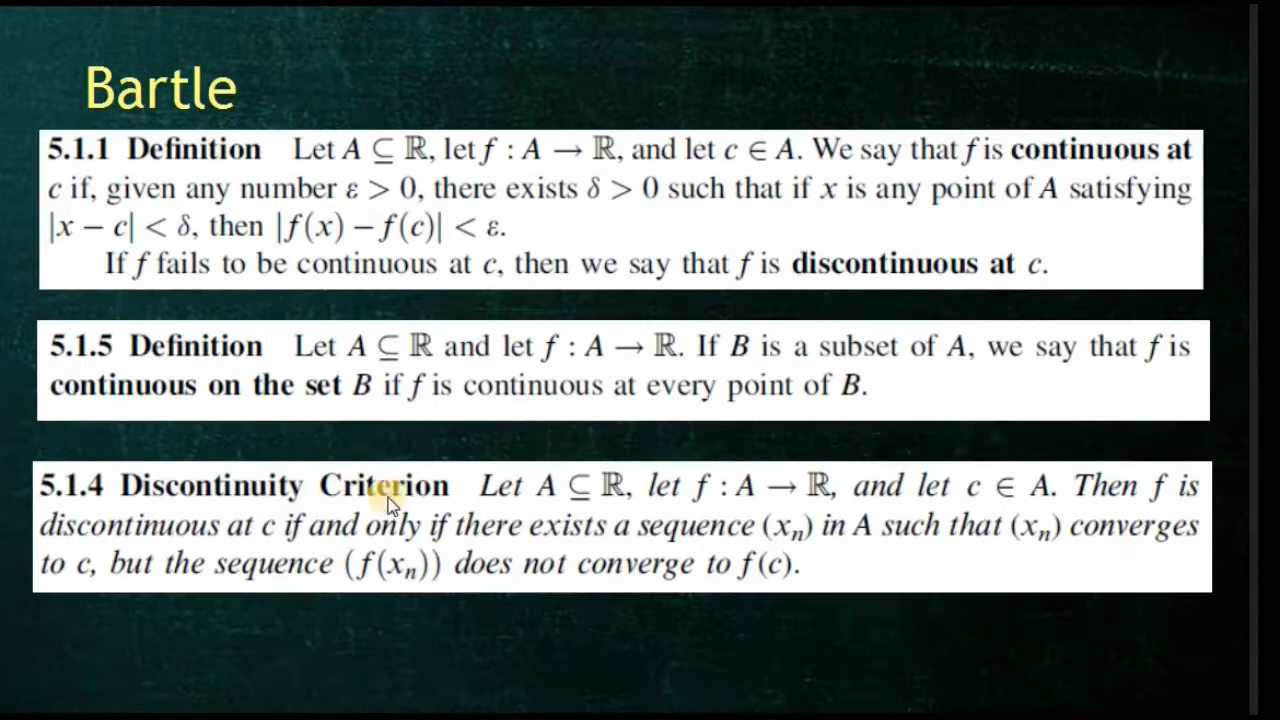 Bartle
5.1.1 Definition Let A ⊆ ℝ, let f : A → ℝ, and let c ∈ A. We say that f is continuous at
c if, given any number ε > 0, there exists δ > 0 such that if x is any point of A satisfying
|x − c| < δ, then |f(x) − f(c)| < ε.
If f fails to be continuous at c, then we say that f is discontinuous at c.
5.1.5 Definition Let A ⊆ ℝ and let f : A → ℝ. If B is a subset of A, we say that f is
continuous on the set B if f is continuous at every point of B.
5.1.4 Discontinuity Criterion Let A ⊆ ℝ, let f : A → ℝ, and let c ∈ A. Then f is
discontinuous at c if and only if there exists a sequence (xₙ) in A such that (xₙ) converges
to c, but the sequence (f(xₙ)) does not converge to f(c).